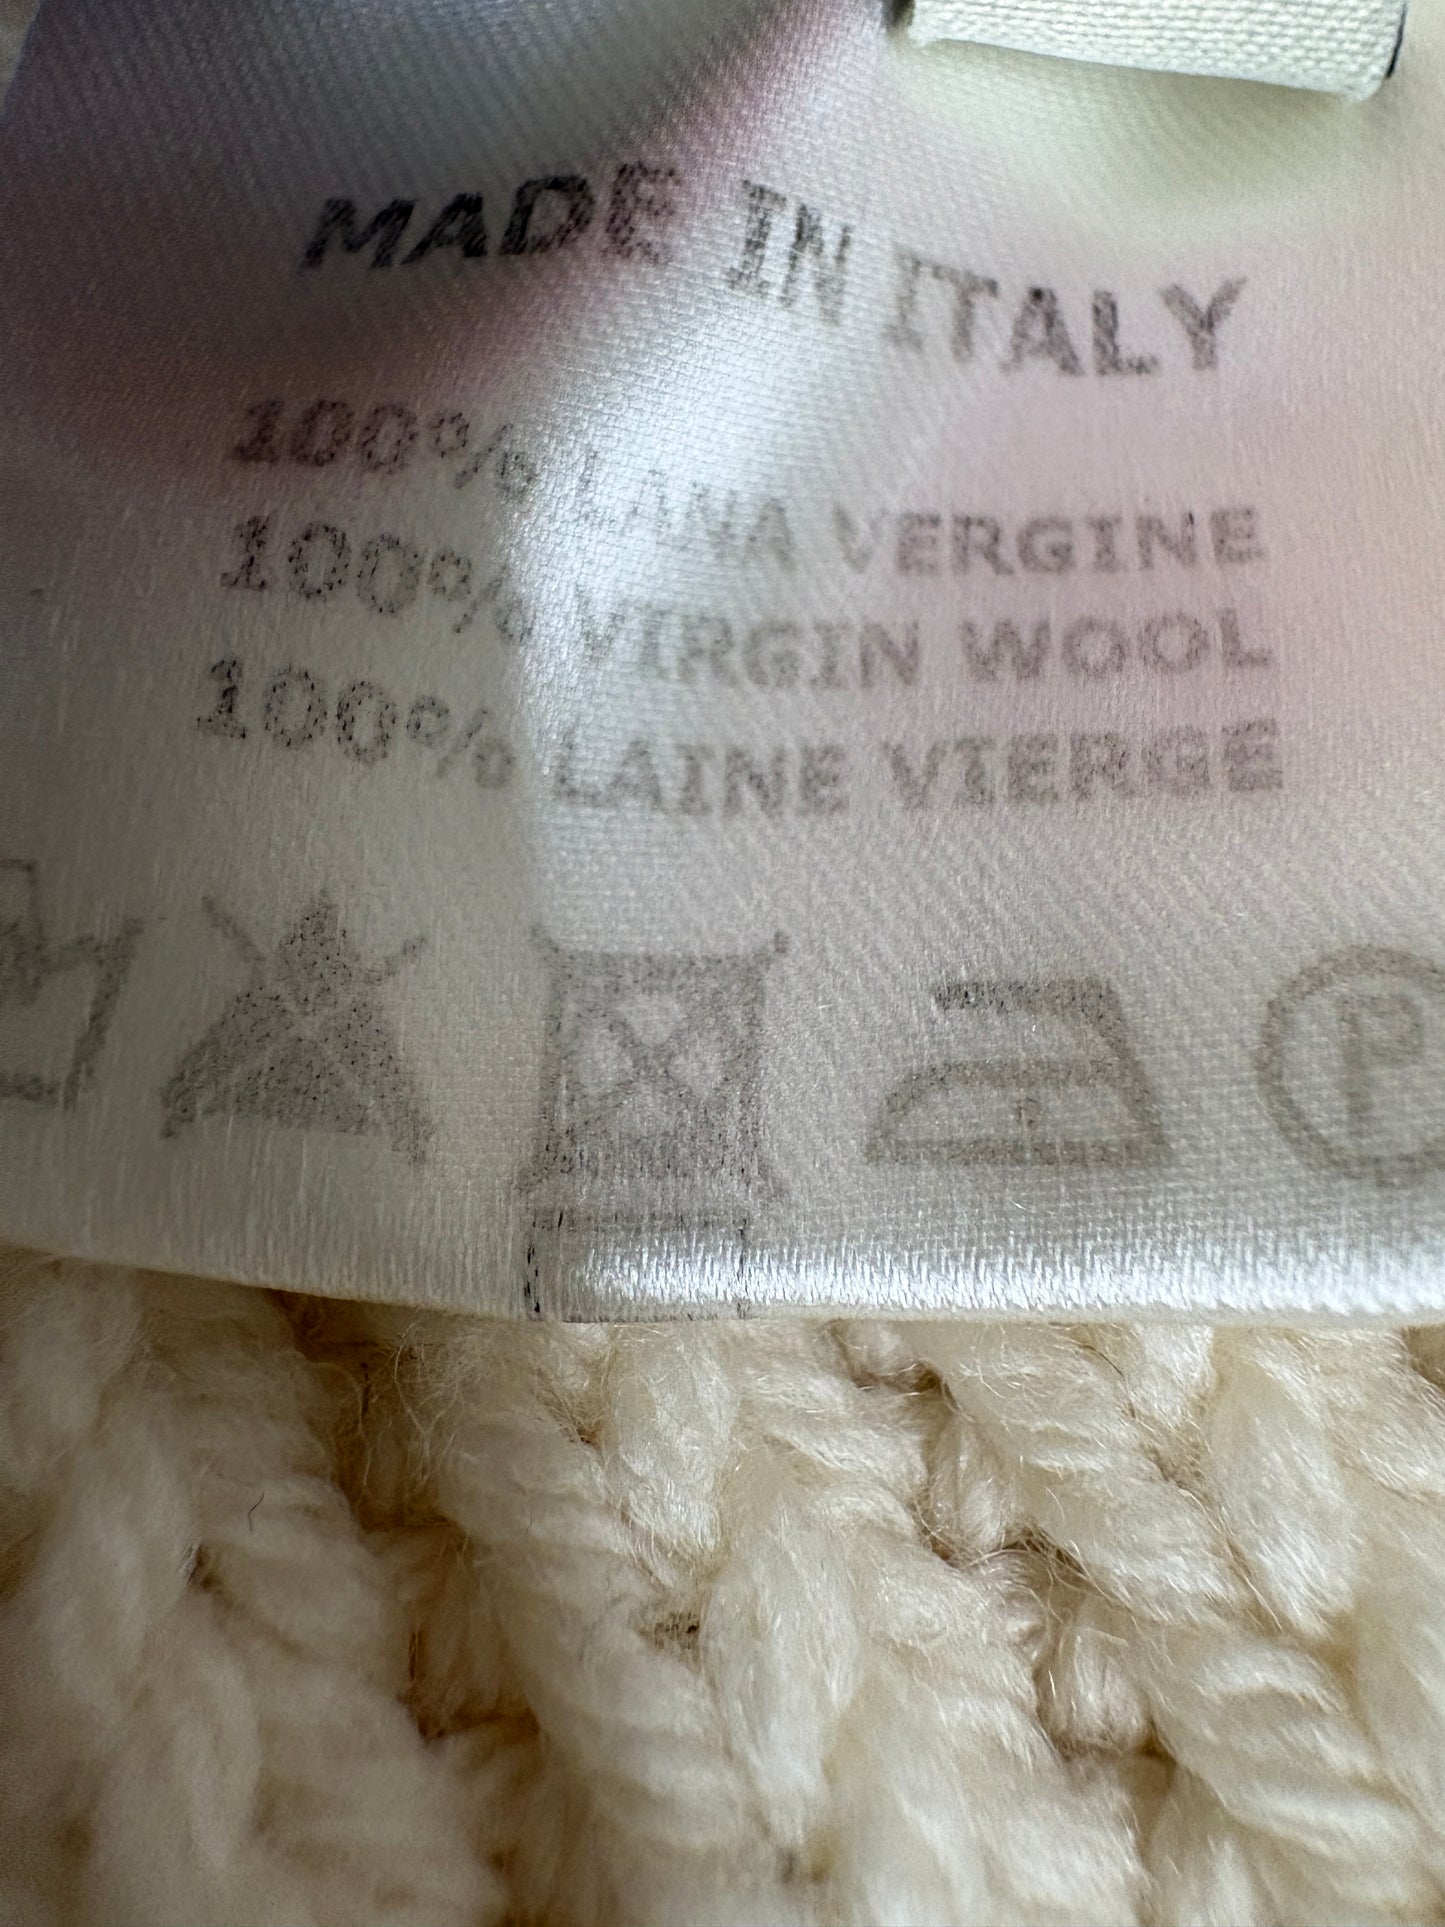 MADE IN ITALY
100% LANA VERGINE
100% VIRGIN WOOL
100% LAINE VIERGE
P